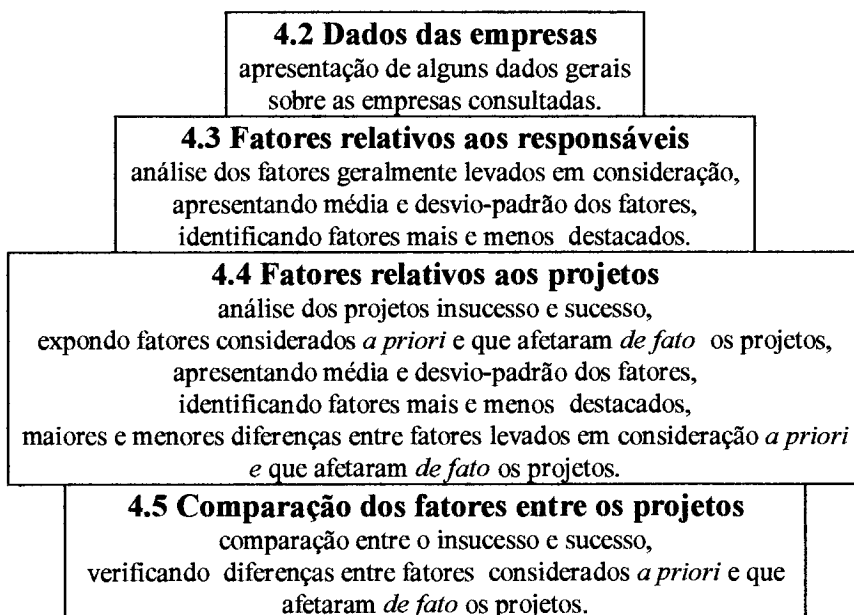 4.2 Dados das empresas
apresentação de alguns dados gerais
sobre as empresas consultadas.
4.3 Fatores relativos aos responsáveis
análise dos fatores geralmente levados em consideração,
apresentando média e desvio-padrão dos fatores,
identificando fatores mais e menos destacados.
4.4 Fatores relativos aos projetos
análise dos projetos insucesso e sucesso,
expondo fatores considerados a priori e que afetaram de fato os projetos,
apresentando média e desvio-padrão dos fatores,
identificando fatores mais e menos destacados,
maiores e menores diferenças entre fatores levados em consideração a priori
e que afetaram de fato os projetos.
4.5 Comparação dos fatores entre os projetos
comparação entre o insucesso e sucesso,
verificando diferenças entre fatores considerados a priori e que
afetaram de fato os projetos.